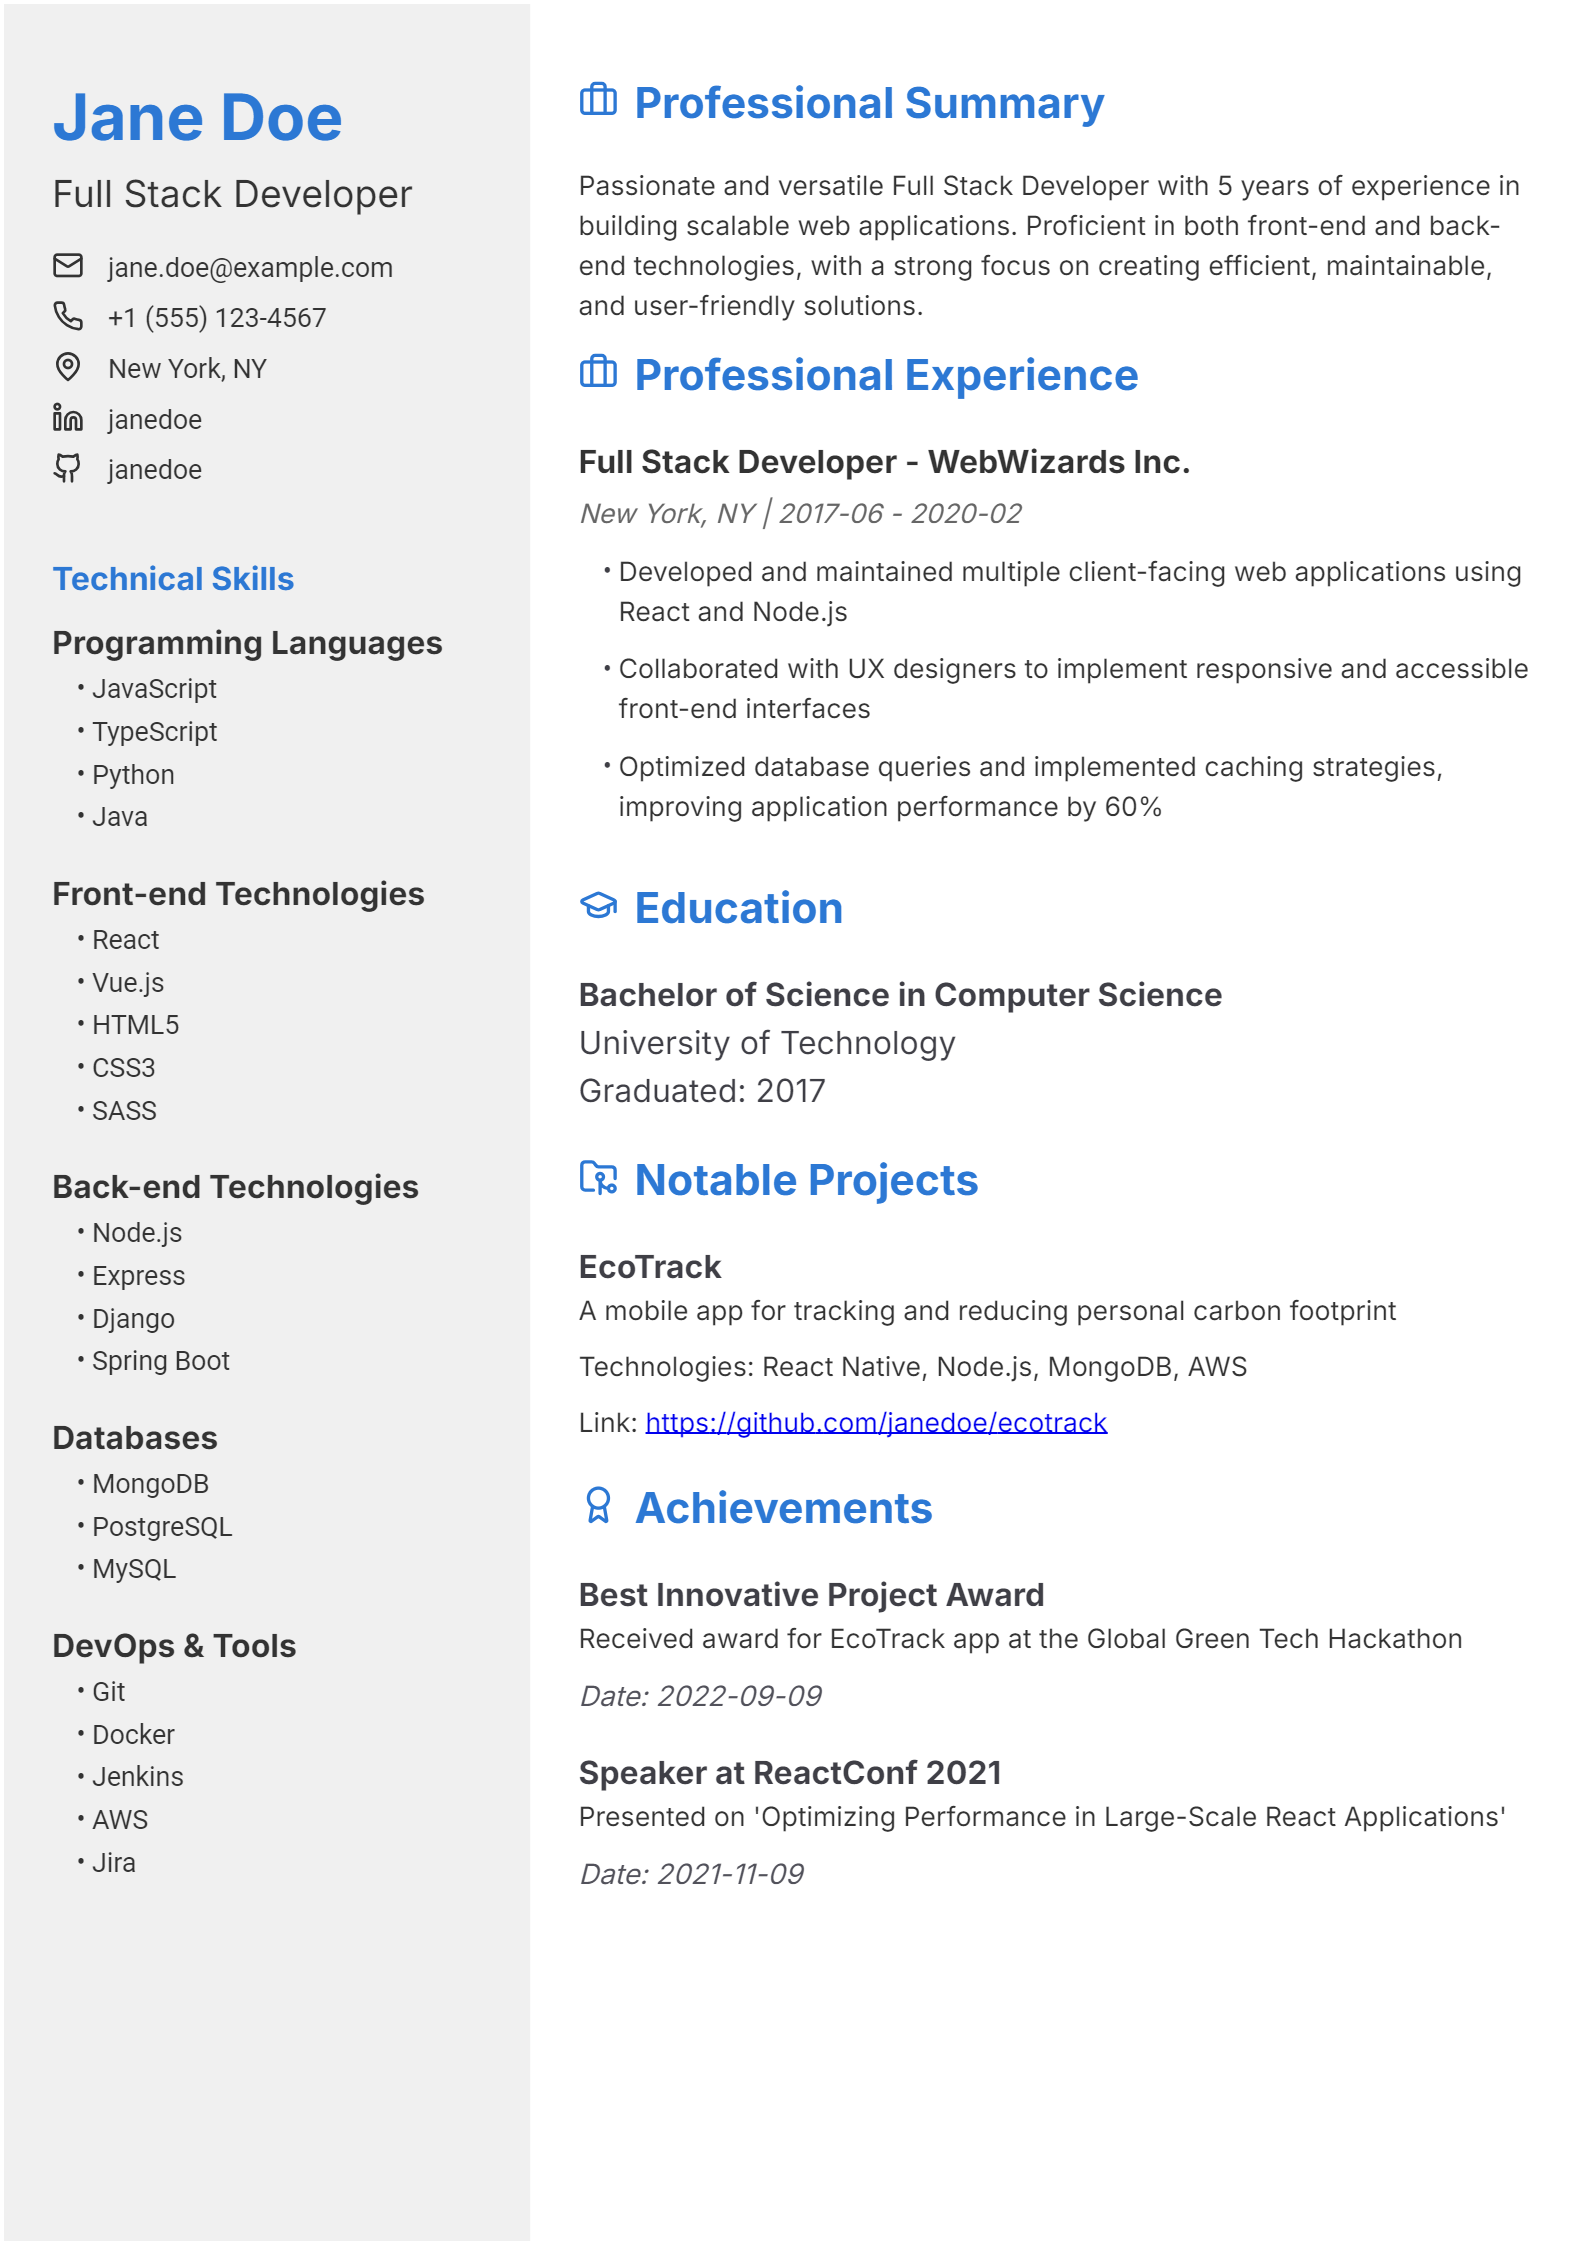 Jane Doe
Full Stack Developer
jane.doe@example.com
+1 (555) 123-4567
New York, NY
janedoe
janedoe
Technical Skills
Programming Languages
• JavaScript
• TypeScript
• Python
• Java
Front-end Technologies
• React
• Vue.js
• HTML5
• CSS3
• SASS
Back-end Technologies
• Node.js
• Express
• Django
• Spring Boot
Databases
• MongoDB
• PostgreSQL
• MySQL
DevOps & Tools
• Git
• Docker
• Jenkins
• AWS
• Jira
Professional Summary
Passionate and versatile Full Stack Developer with 5 years of experience in
building scalable web applications. Proficient in both front-end and back-
end technologies, with a strong focus on creating efficient, maintainable,
and user-friendly solutions.
Professional Experience
Full Stack Developer - WebWizards Inc.
New York, NY | 2017-06 - 2020-02
• Developed and maintained multiple client-facing web applications using
React and Node.js
• Collaborated with UX designers to implement responsive and accessible
front-end interfaces
• Optimized database queries and implemented caching strategies,
improving application performance by 60%
Education
Bachelor of Science in Computer Science
University of Technology
Graduated: 2017
Notable Projects
EcoTrack
A mobile app for tracking and reducing personal carbon footprint
Technologies: React Native, Node.js, MongoDB, AWS
Link: https://github.com/janedoe/ecotrack
Achievements
Best Innovative Project Award
Received award for EcoTrack app at the Global Green Tech Hackathon
Date: 2022-09-09
Speaker at ReactConf 2021
Presented on 'Optimizing Performance in Large-Scale React Applications'
Date: 2021-11-09